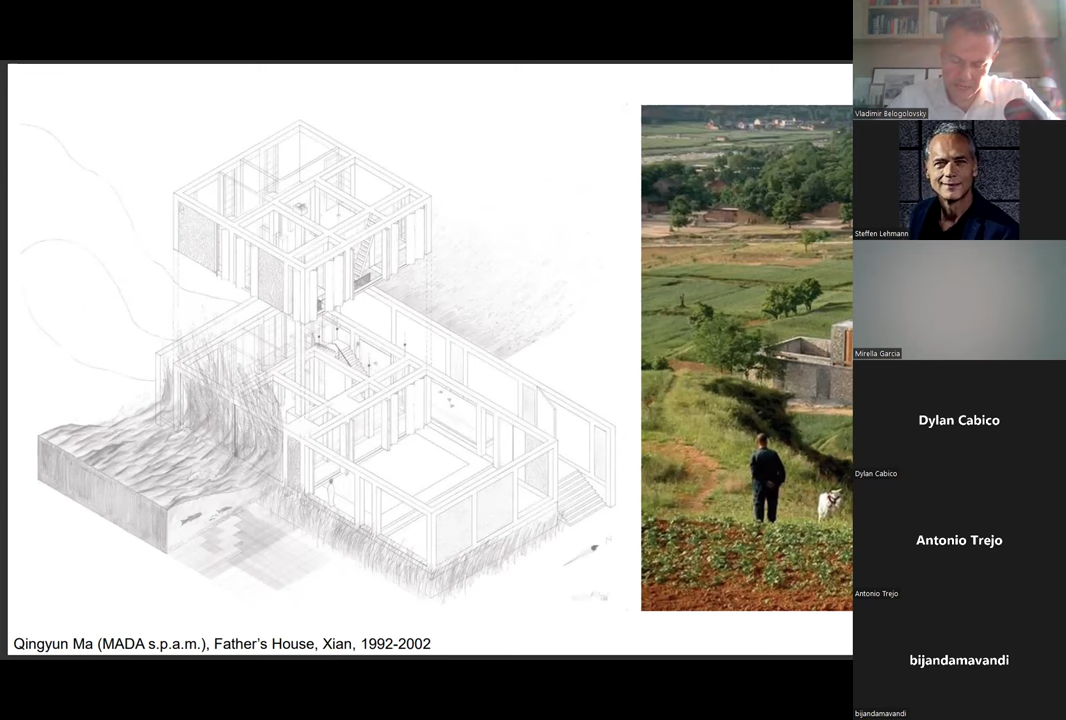 Qingyun Ma (MADA s.p.a.m.), Father's House, Xian, 1992-2002
Vladimir Belogolovsky
Steffen Lehmann
Mirella Garcia
Dylan Cabico
Dylan Cabico
Antonio Trejo
Antonio Trejo
bijandamavandi
bijandamavandi